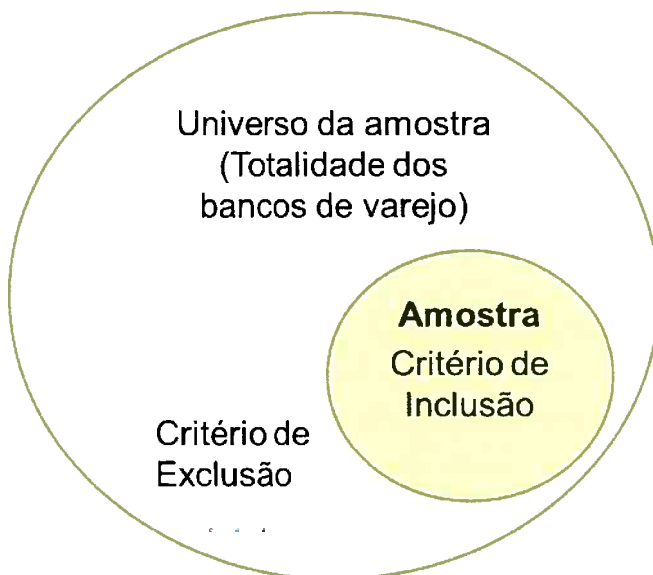 Universo da amostra
(Totalidade dos
bancos de varejo)
Amostra
Critério de
Inclusão
Critério de
Exclusão